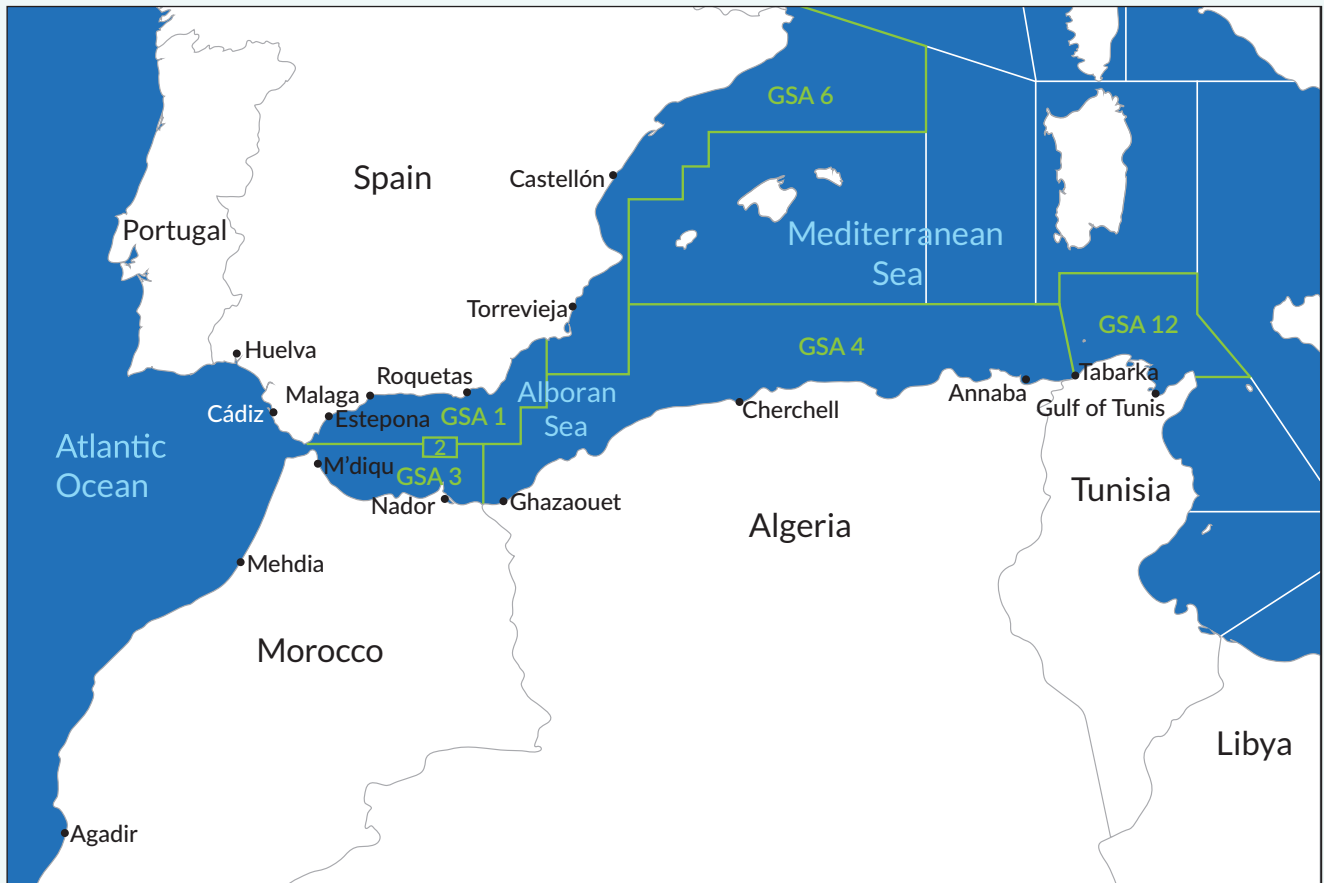 GSA 6
Spain
Castellón
Portugal
Mediterranean
Sea
Torrevieja
GSA 12
Huelva
GSA 4
Tabarka
Roquetas
Malaga
Annaba
Alboran
Sea
Gulf of Tunis
Cherchell
Cádiz
Estepona
GSA 1
Atlantic
Ocean
2
M'diqu
GSA 3
Nador
Ghazaouet
Tunisia
Algeria
Mehdia
Morocco
Libya
Agadir